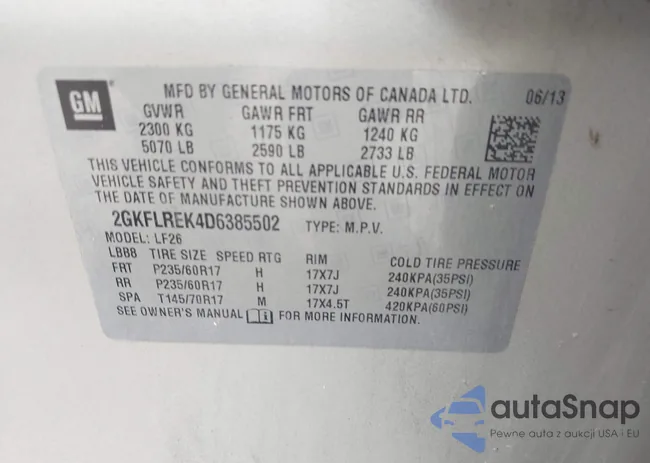 GM
MFD BY GENERAL MOTORS OF CANADA LTD. 06/13
GVWR GAWR FRT GAWR RR
2300 KG 1175 KG 1240 KG
5070 LB 2590 LB 2733 LB
THIS VEHICLE CONFORMS TO ALL APPLICABLE U.S. FEDERAL MOTOR
VEHICLE SAFETY AND THEFT PREVENTION STANDARDS IN EFFECT ON
THE DATE OF MANUFACTURE SHOWN ABOVE.
2GKFLREK4D6385502 TYPE: M.P.V.
MODEL: LF26
LBB8 TIRE SIZE SPEED RTG RIM COLD TIRE PRESSURE
FRT P235/60R17 H 17X7J 240KPA(35PSI)
RR P235/60R17 H 17X7J 240KPA(35PSI)
SPA T145/70R17 M 17X4.5T 420KPA(60PSI)
SEE OWNER'S MANUAL FOR MORE INFORMATION.
autaSnap
Pewne auta z aukcji USA i EU